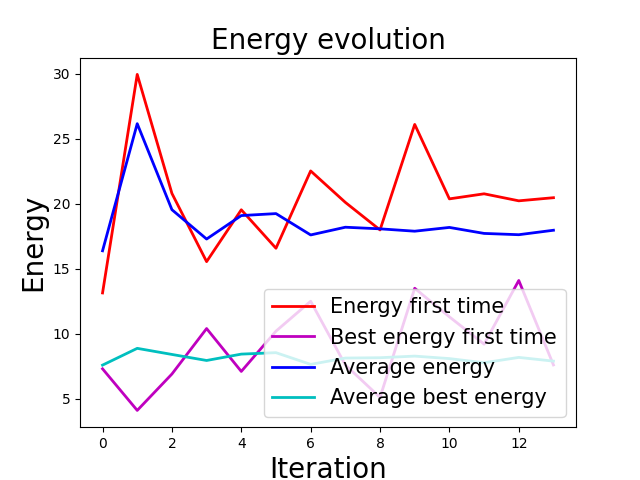 Energy evolution
30
25
20
15
10
5
Energy
Energy first time
Best energy first time
Average energy
Average best energy
0 2 4 6 8 10 12
Iteration